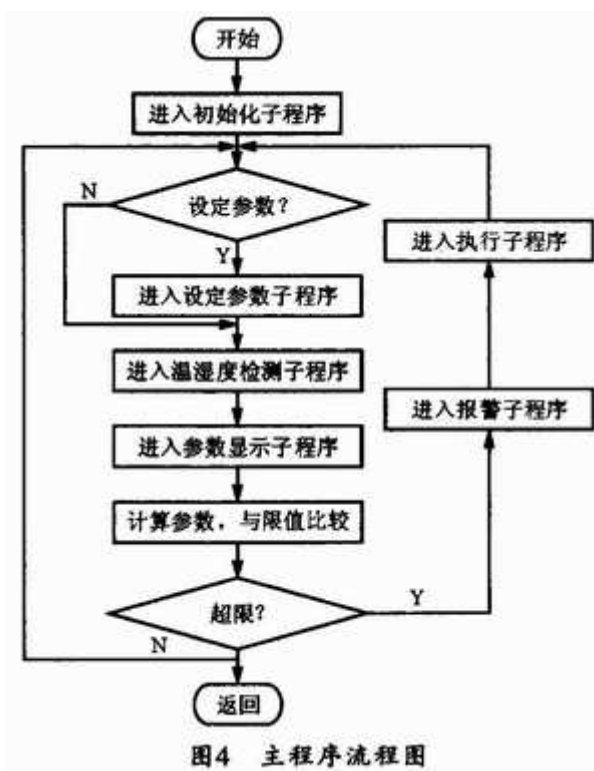 开始
进入初始化子程序
N
设定参数?
Y
进入执行子程序
进入设定参数子程序
进入温湿度检测子程序
进入报警子程序
进入参数显示子程序
计算参数，与限值比较
超限?
Y
N
返回
图4 主程序流程图